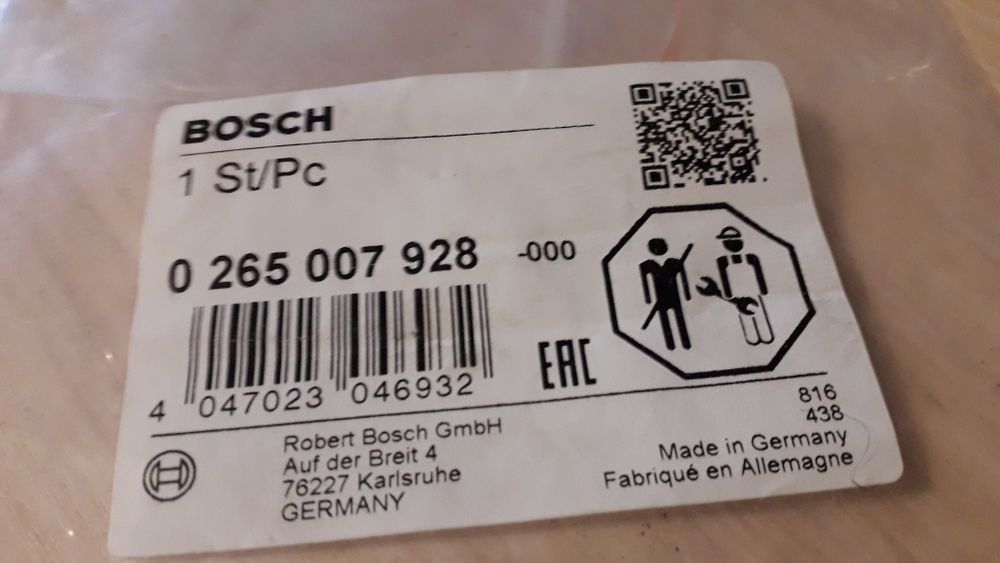 BOSCH
1 St/Pc
0 265 007 928 -000
4 047023 046932
EAC
816
438
Robert Bosch GmbH
Auf der Breit 4
76227 Karlsruhe
GERMANY
Made in Germany
Fabriqué en Allemagne